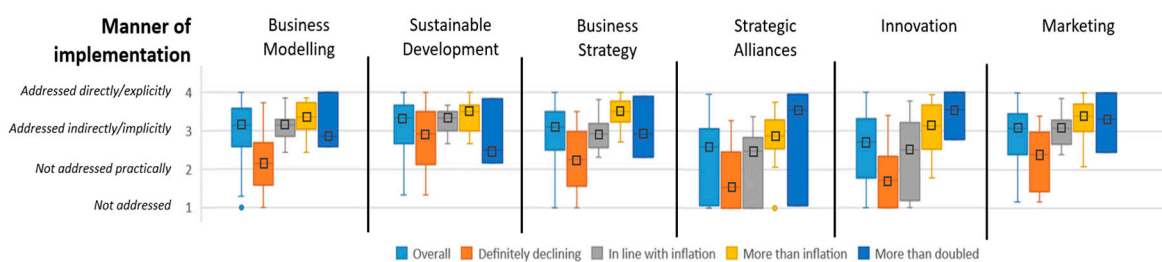 Manner of
implementation
Business
Modelling
Sustainable
Development
Business
Strategy
Strategic
Alliances
Innovation
Marketing
Addressed directly/explicitly 4
Addressed indirectly/implicitly 3
Not addressed practically 2
Not addressed 1
Overall Definitely declining In line with inflation More than inflation More than doubled